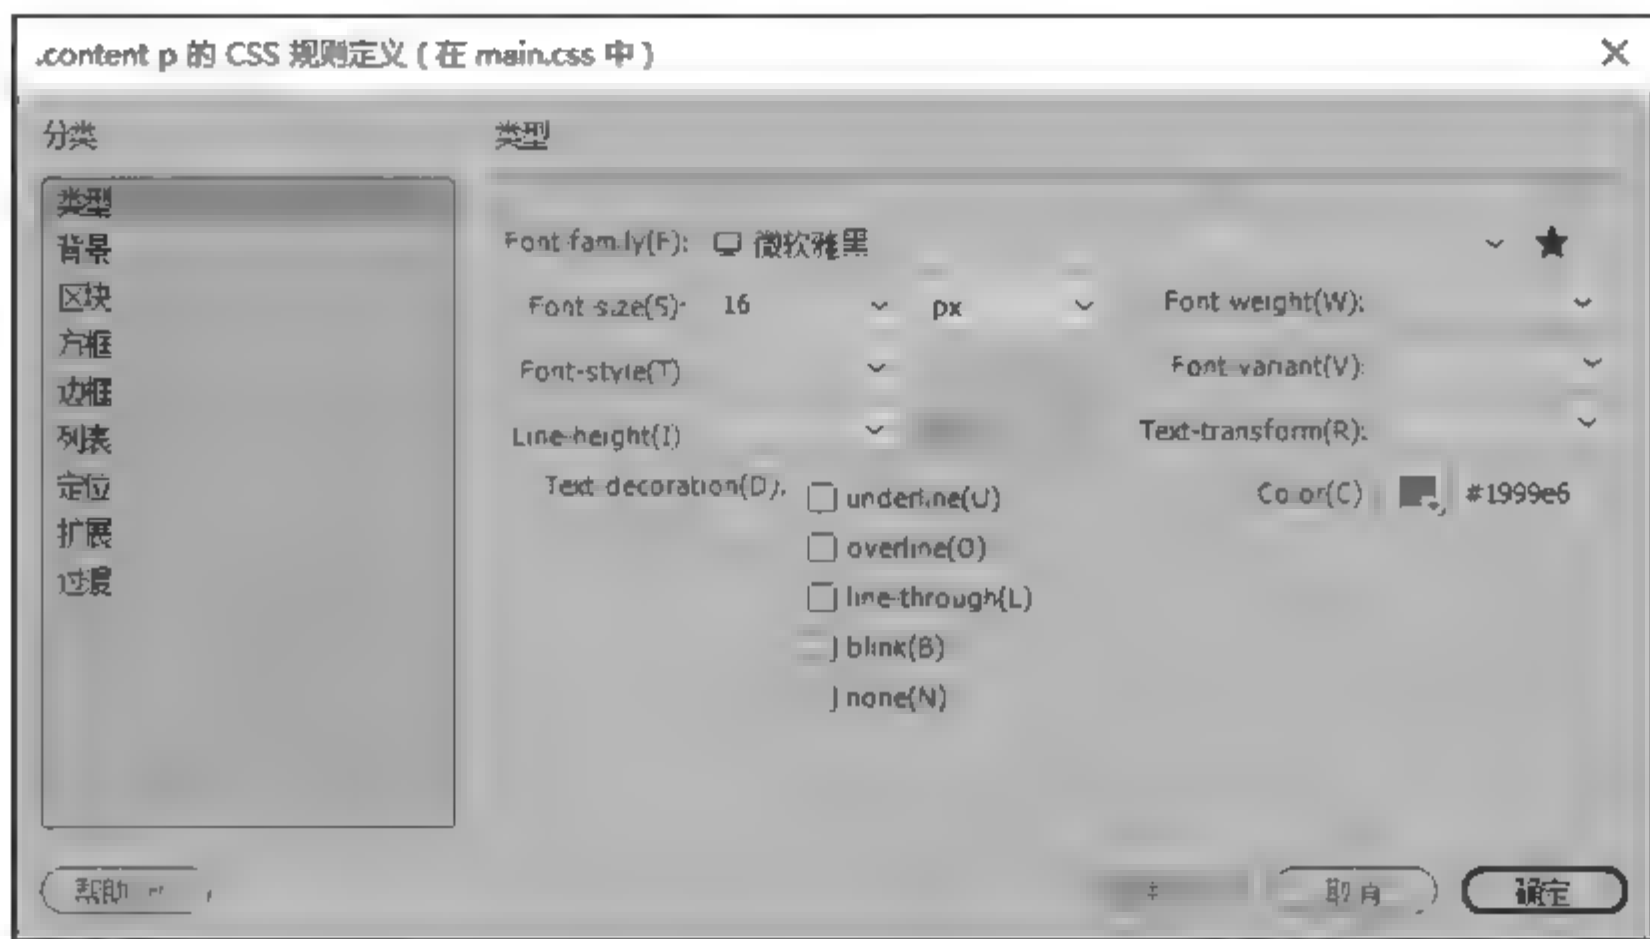 .content p 的 CSS 规则定义 ( 在 main.css 中 )
分类
类型
背景
区块
方框
边框
列表
定位
扩展
过渡
类型
Font-family(F): 微软雅黑
Font-size(S): 16 px Font-weight(W):
Font-style(T) Font-variant(V):
Line-height(I) Text-transform(R):
Text-decoration(D): underline(U) Color(C) #1999e6
overline(O)
line-through(L)
blink(B)
none(N)
帮助 取消 确定